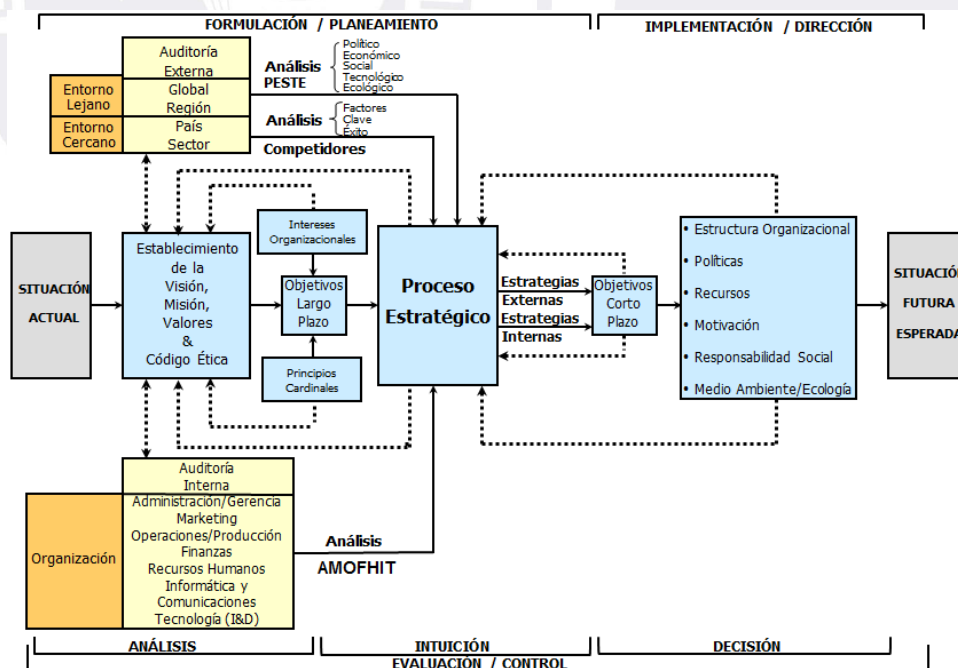 FORMULACIÓN / PLANEAMIENTO
IMPLEMENTACIÓN / DIRECCIÓN
Auditoría
Externa
Entorno
Lejano
Global
Región
Entorno
Cercano
País
Sector
Análisis
PESTE
Político
Económico
Social
Tecnológico
Ecológico
Análisis
Competidores
Factores
Clave
Éxito
SITUACIÓN
ACTUAL
Establecimiento
de la
Visión,
Misión,
Valores
&
Código Ética
Intereses
Organizacionales
Objetivos
Largo
Plazo
Principios
Cardinales
Proceso
Estratégico
Estrategias
Externas
Estrategias
Internas
Objetivos
Corto
Plazo
• Estructura Organizacional
• Políticas
• Recursos
• Motivación
• Responsabilidad Social
• Medio Ambiente/Ecología
SITUACIÓN
FUTURA
ESPERADA
Auditoría
Interna
Organización
Administración/Gerencia
Marketing
Operaciones/Producción
Finanzas
Recursos Humanos
Informática y
Comunicaciones
Tecnología (I&D)
Análisis
AMOFHIT
ANÁLISIS
INTUICIÓN
DECISIÓN
EVALUACIÓN / CONTROL